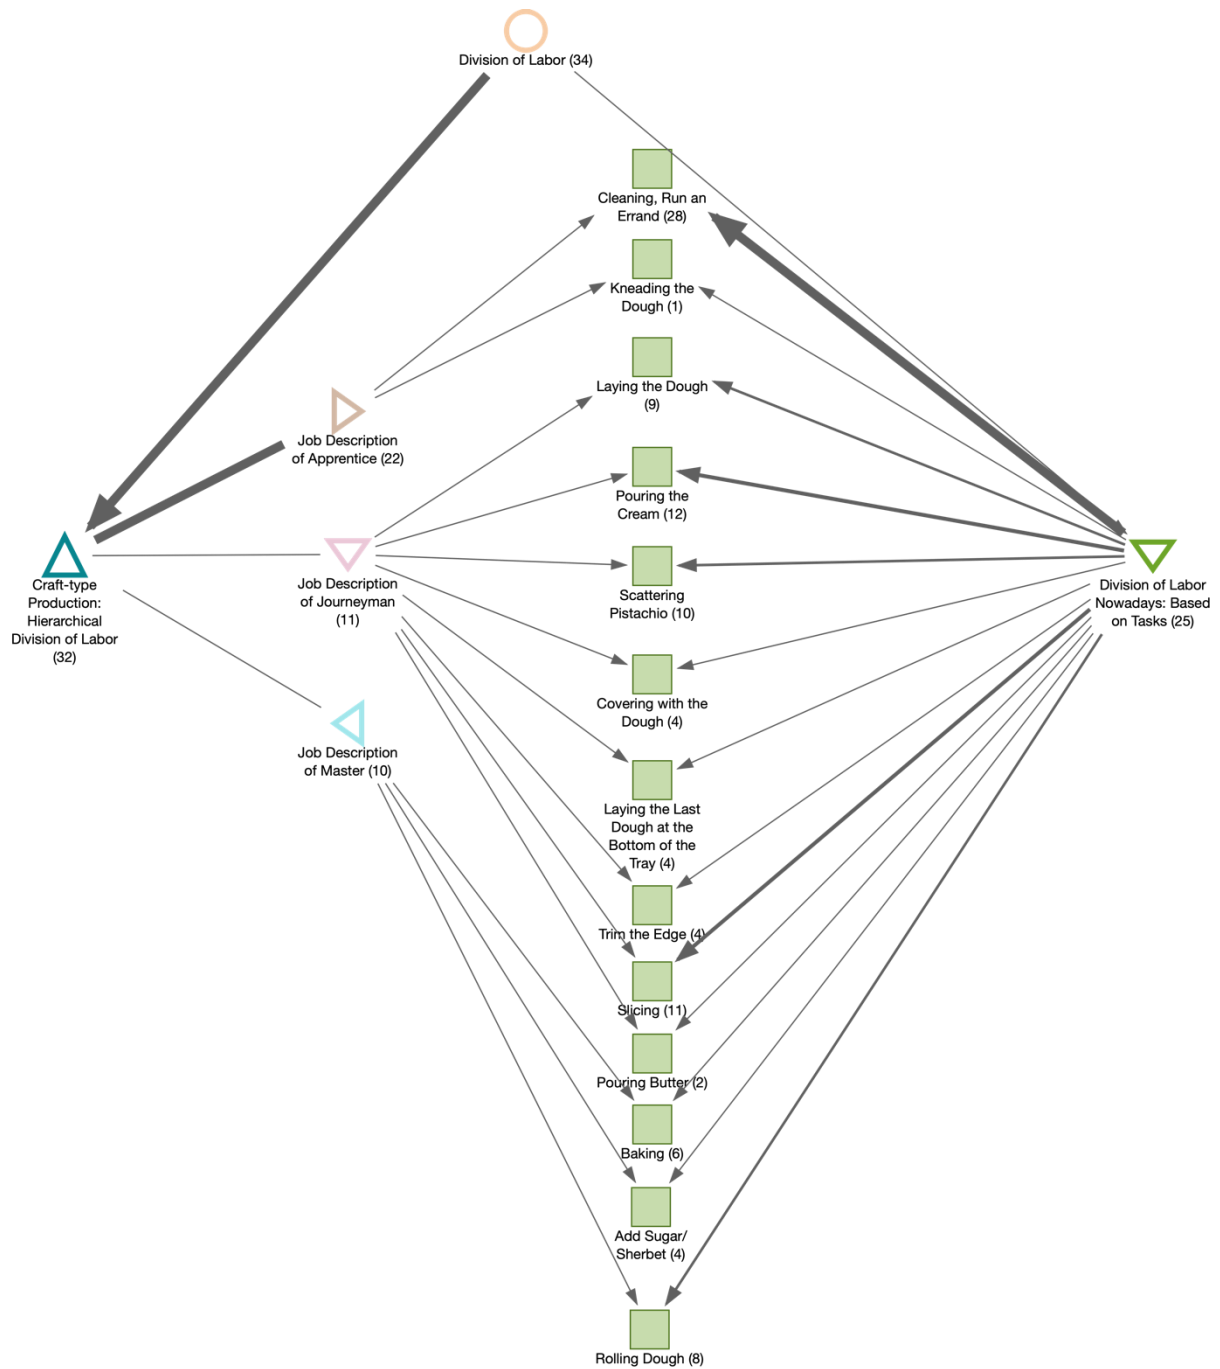 Division of Labor (34)
Cleaning, Run an
Errand (28)
Kneading the
Dough (1)
Laying the Dough
(9)
Job Description
of Apprentice (22)
Pouring the
Cream (12)
Craft-type
Production:
Hierarchical
Division of Labor
(32)
Job Description
of Journeyman
(11)
Scattering
Pistachio (10)
Division of Labor
Nowadays: Based
on Tasks (25)
Covering with the
Dough (4)
Job Description
of Master (10)
Laying the Last
Dough at the
Bottom of the
Tray (4)
Trim the Edge (4)
Slicing (11)
Pouring Butter (2)
Baking (6)
Add Sugar/
Sherbet (4)
Rolling Dough (8)